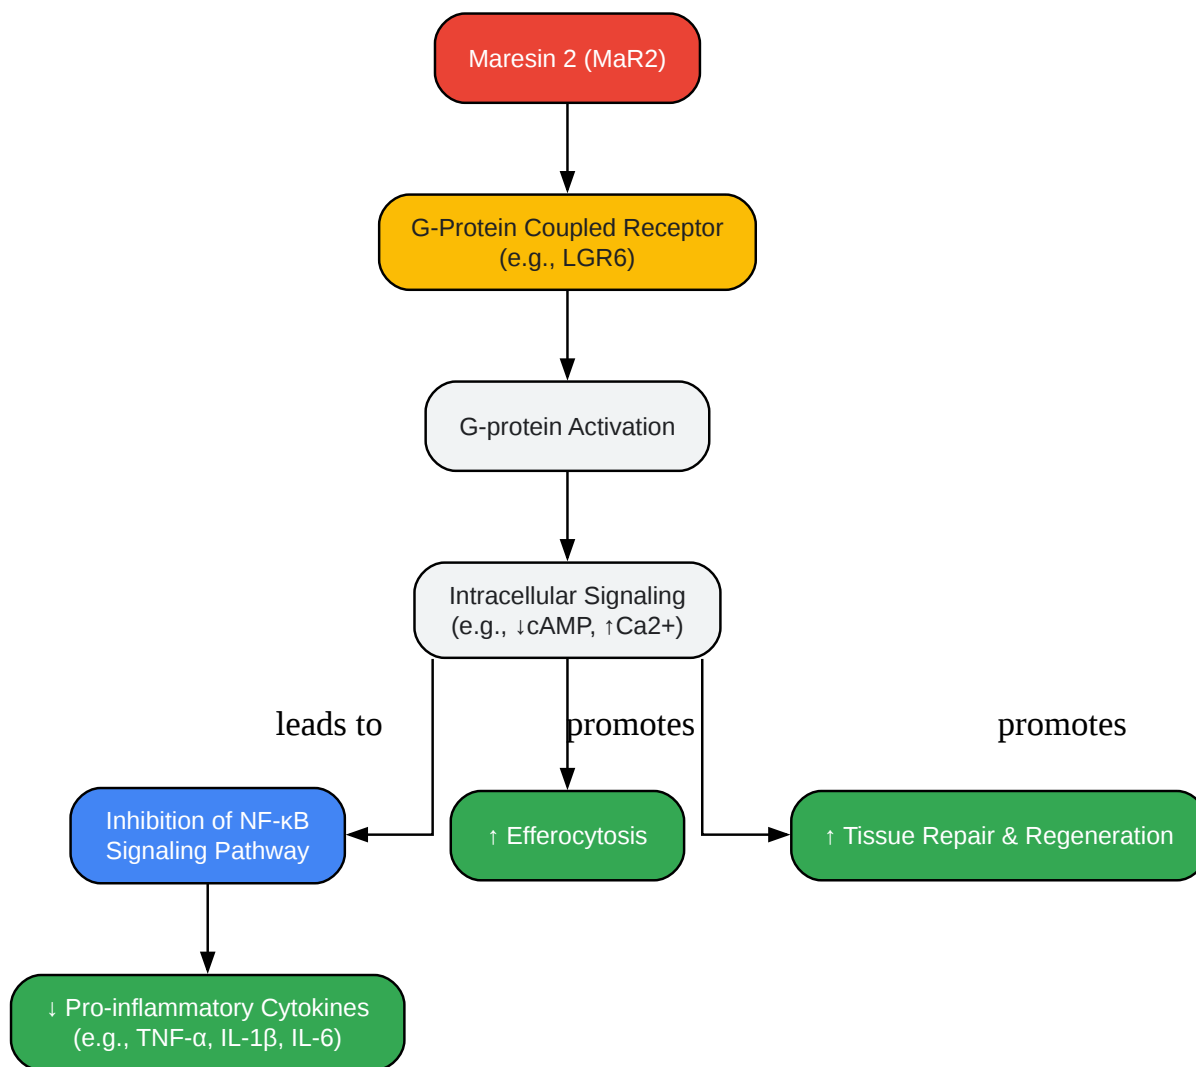 Maresin 2 (MaR2)
G-Protein Coupled Receptor
(e.g., LGR6)
G-protein Activation
Intracellular Signaling
(e.g., ↓cAMP, ↑Ca2+)
leads to
promotes
promotes
Inhibition of NF-κB
Signaling Pathway
↑ Efferocytosis
↑ Tissue Repair & Regeneration
↓ Pro-inflammatory Cytokines
(e.g., TNF-α, IL-1β, IL-6)